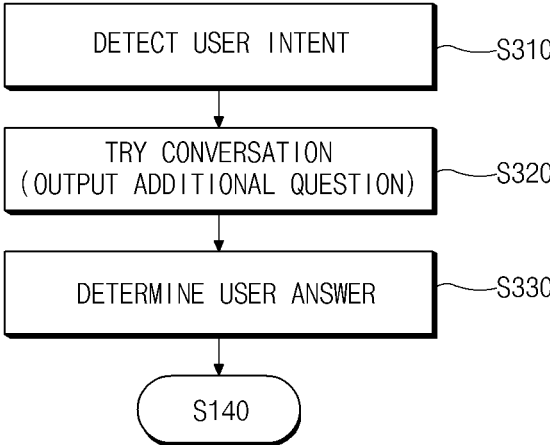 DETECT USER INTENT
S310
TRY CONVERSATION
(OUTPUT ADDITIONAL QUESTION)
S320
DETERMINE USER ANSWER
S330
S140